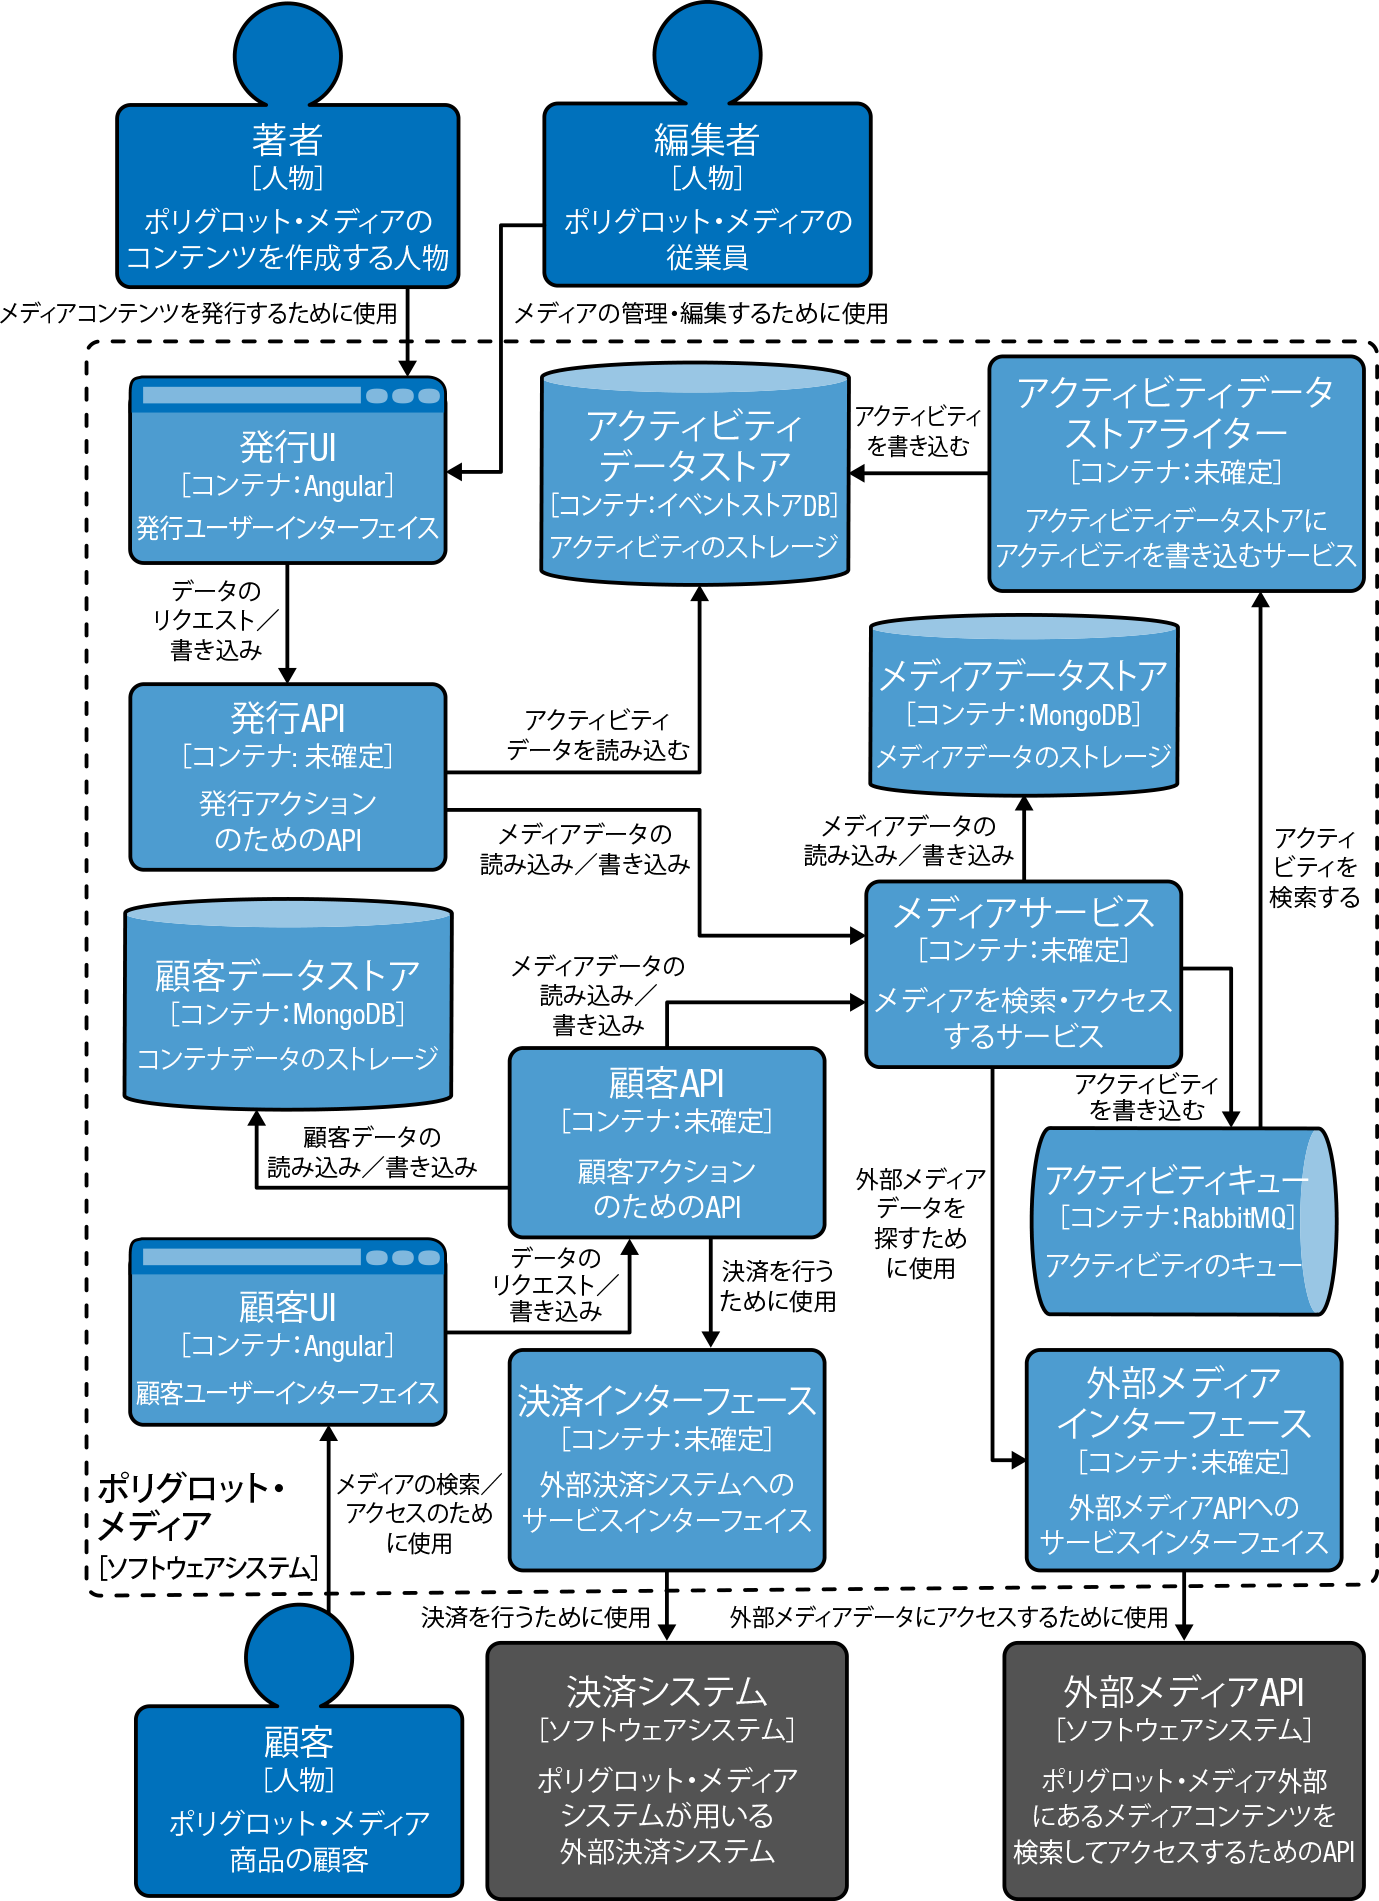 著者
［人物］
ポリグロット・メディアの
コンテンツを作成する人物
編集者
［人物］
ポリグロット・メディアの
従業員
メディアコンテンツを発行するために使用
メディアの管理・編集するために使用
発行UI
［コンテナ：Angular］
発行ユーザーインターフェイス
アクティビティ
データストア
［コンテナ：イベントストアDB］
アクティビティのストレージ
アクティビティ
を書き込む
アクティビティデータ
ストアライター
［コンテナ：未確定］
アクティビティデータストアに
アクティビティを書き込むサービス
データの
リクエスト／
書き込み
発行API
［コンテナ: 未確定］
発行アクション
のためのAPI
アクティビティ
データを読み込む
メディアデータの
読み込み／書き込み
メディアデータストア
［コンテナ：MongoDB］
メディアデータのストレージ
メディアデータの
読み込み／書き込み
アクティ
ビティを
検索する
メディアサービス
［コンテナ：未確定］
メディアを検索・アクセス
するサービス
顧客データストア
［コンテナ：MongoDB］
コンテナデータのストレージ
メディアデータの
読み込み／
書き込み
顧客API
［コンテナ：未確定］
顧客アクション
のためのAPI
顧客データの
読み込み／書き込み
アクティビティ
を書き込む
アクティビティキュー
［コンテナ：RabbitMQ］
アクティビティのキュー
外部メディア
データを
探すため
に使用
顧客UI
［コンテナ：Angular］
顧客ユーザーインターフェイス
データの
リクエスト／
書き込み
決済を行う
ために使用
決済インターフェース
［コンテナ：未確定］
外部決済システムへの
サービスインターフェイス
外部メディア
インターフェース
［コンテナ：未確定］
外部メディアAPIへの
サービスインターフェイス
ポリグロット・
メディア
［ソフトウェアシステム］
メディアの検索／
アクセスのため
に使用
決済を行うために使用
外部メディアデータにアクセスするために使用
顧客
［人物］
ポリグロット・メディア
商品の顧客
決済システム
［ソフトウェアシステム］
ポリグロット・メディア
システムが用いる
外部決済システム
外部メディアAPI
［ソフトウェアシステム］
ポリグロット・メディア外部
にあるメディアコンテンツを
検索してアクセスするためのAPI